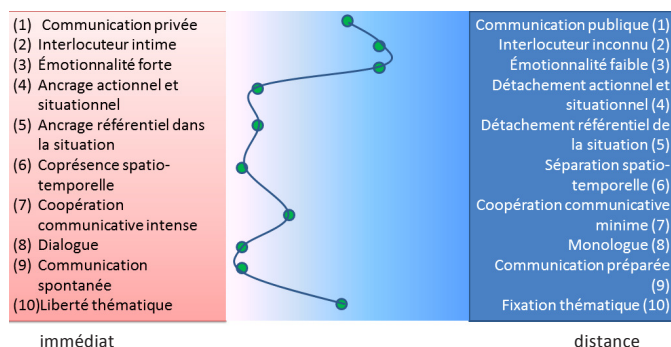 (1) Communication privée
(2) Interlocuteur intime
(3) Émotionnalité forte
(4) Ancrage actionnel et
situationnel
(5) Ancrage référentiel dans
la situation
(6) Coprésence spatio-
temporelle
(7) Coopération
communicative intense
(8) Dialogue
(9) Communication
spontanée
(10)Liberté thématique
Communication publique (1)
Interlocuteur inconnu (2)
Émotionnalité faible (3)
Détachement actionnel et
situationnel (4)
Détachement référentiel de
la situation (5)
Séparation spatio-
temporelle (6)
Coopération communicative
minime (7)
Monologue (8)
Communication préparée
(9)
Fixation thématique (10)
immédiat
distance